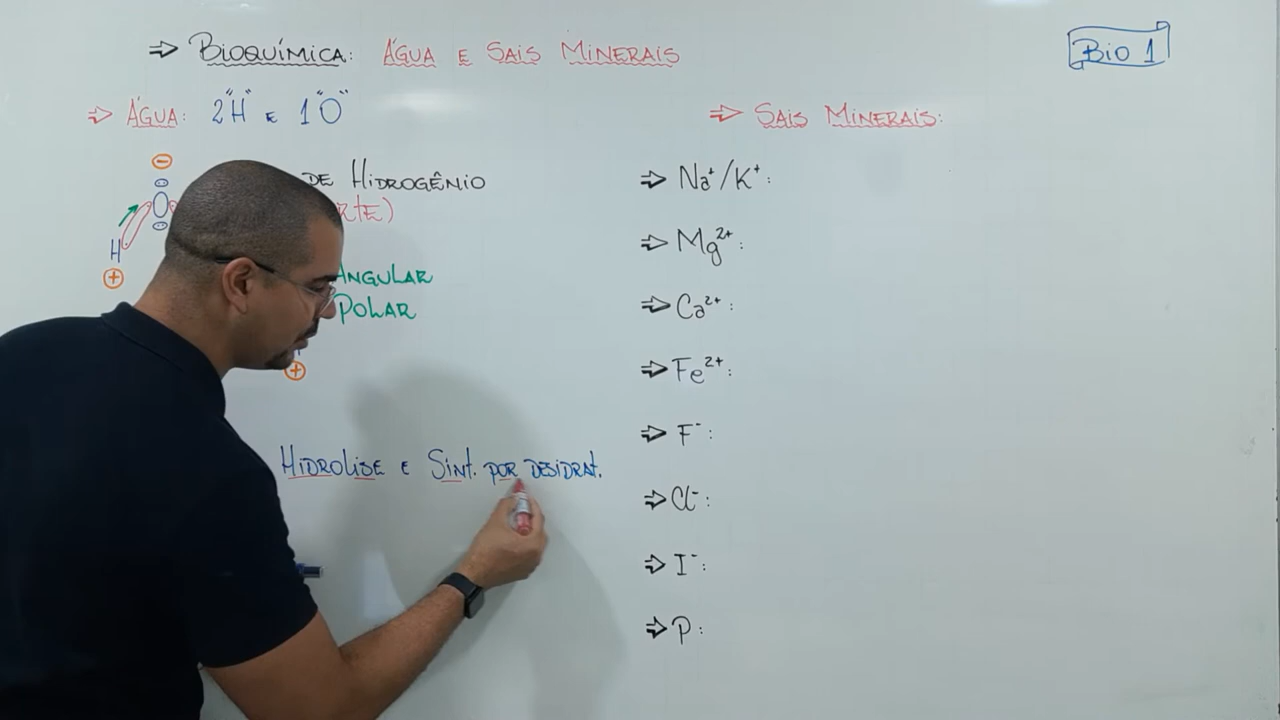 ⇒ BIOQUÍMICA: ÁGUA E SAIS MINERAIS
BIO 1
⇒ ÁGUA: 2"H" E 1"O"
DE HIDROGÊNIO
H
ANGULAR
POLAR
HIDROLISE E SINT. POR DESIDRAT.
⇒ SAIS MINERAIS:
⇒ Na⁺/K⁺:
⇒ Mg²⁺:
⇒ Ca²⁺:
⇒ Fe²⁺:
⇒ F⁻:
⇒ Cl⁻:
⇒ I⁻:
⇒ P: